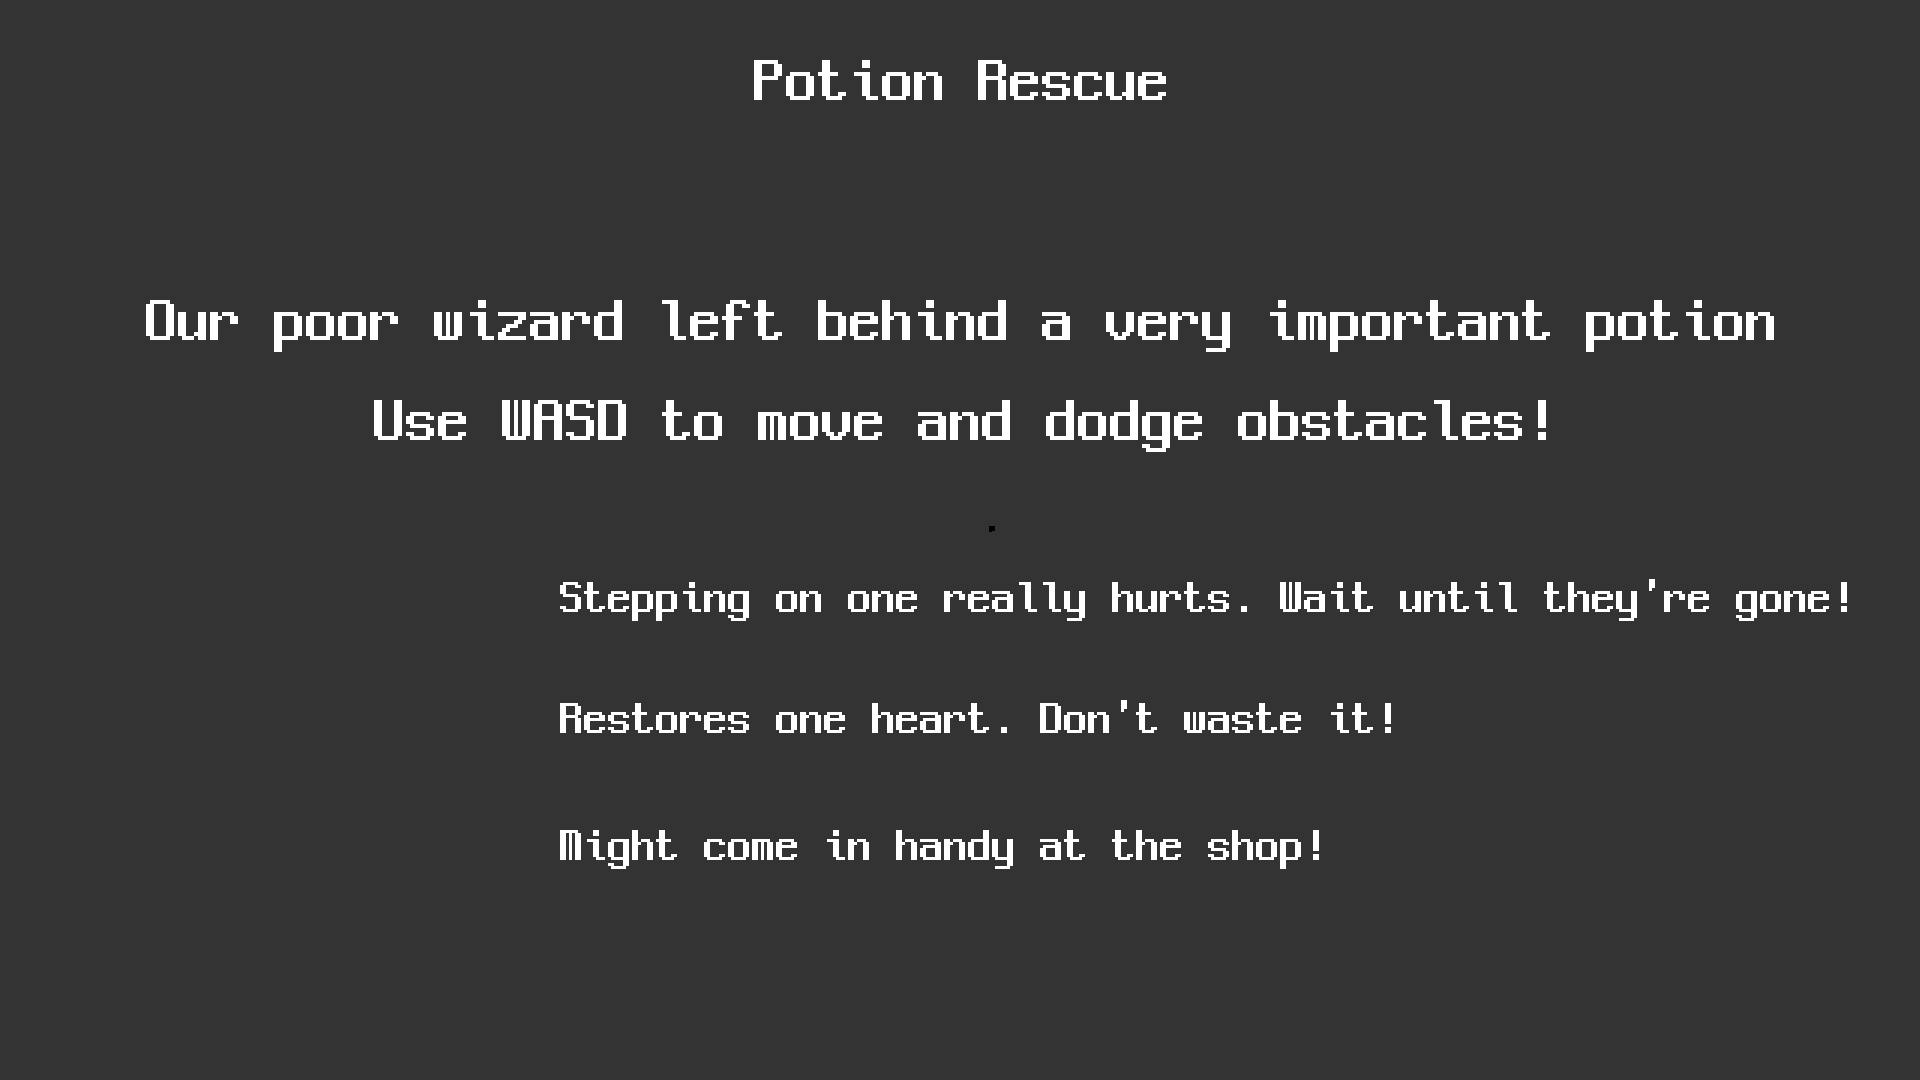 Potion Rescue
Our poor wizard left behind a very important potion
Use WASD to move and dodge obstacles!
Stepping on one really hurts. Wait until they're gone!
Restores one heart. Don't waste it!
Might come in handy at the shop!